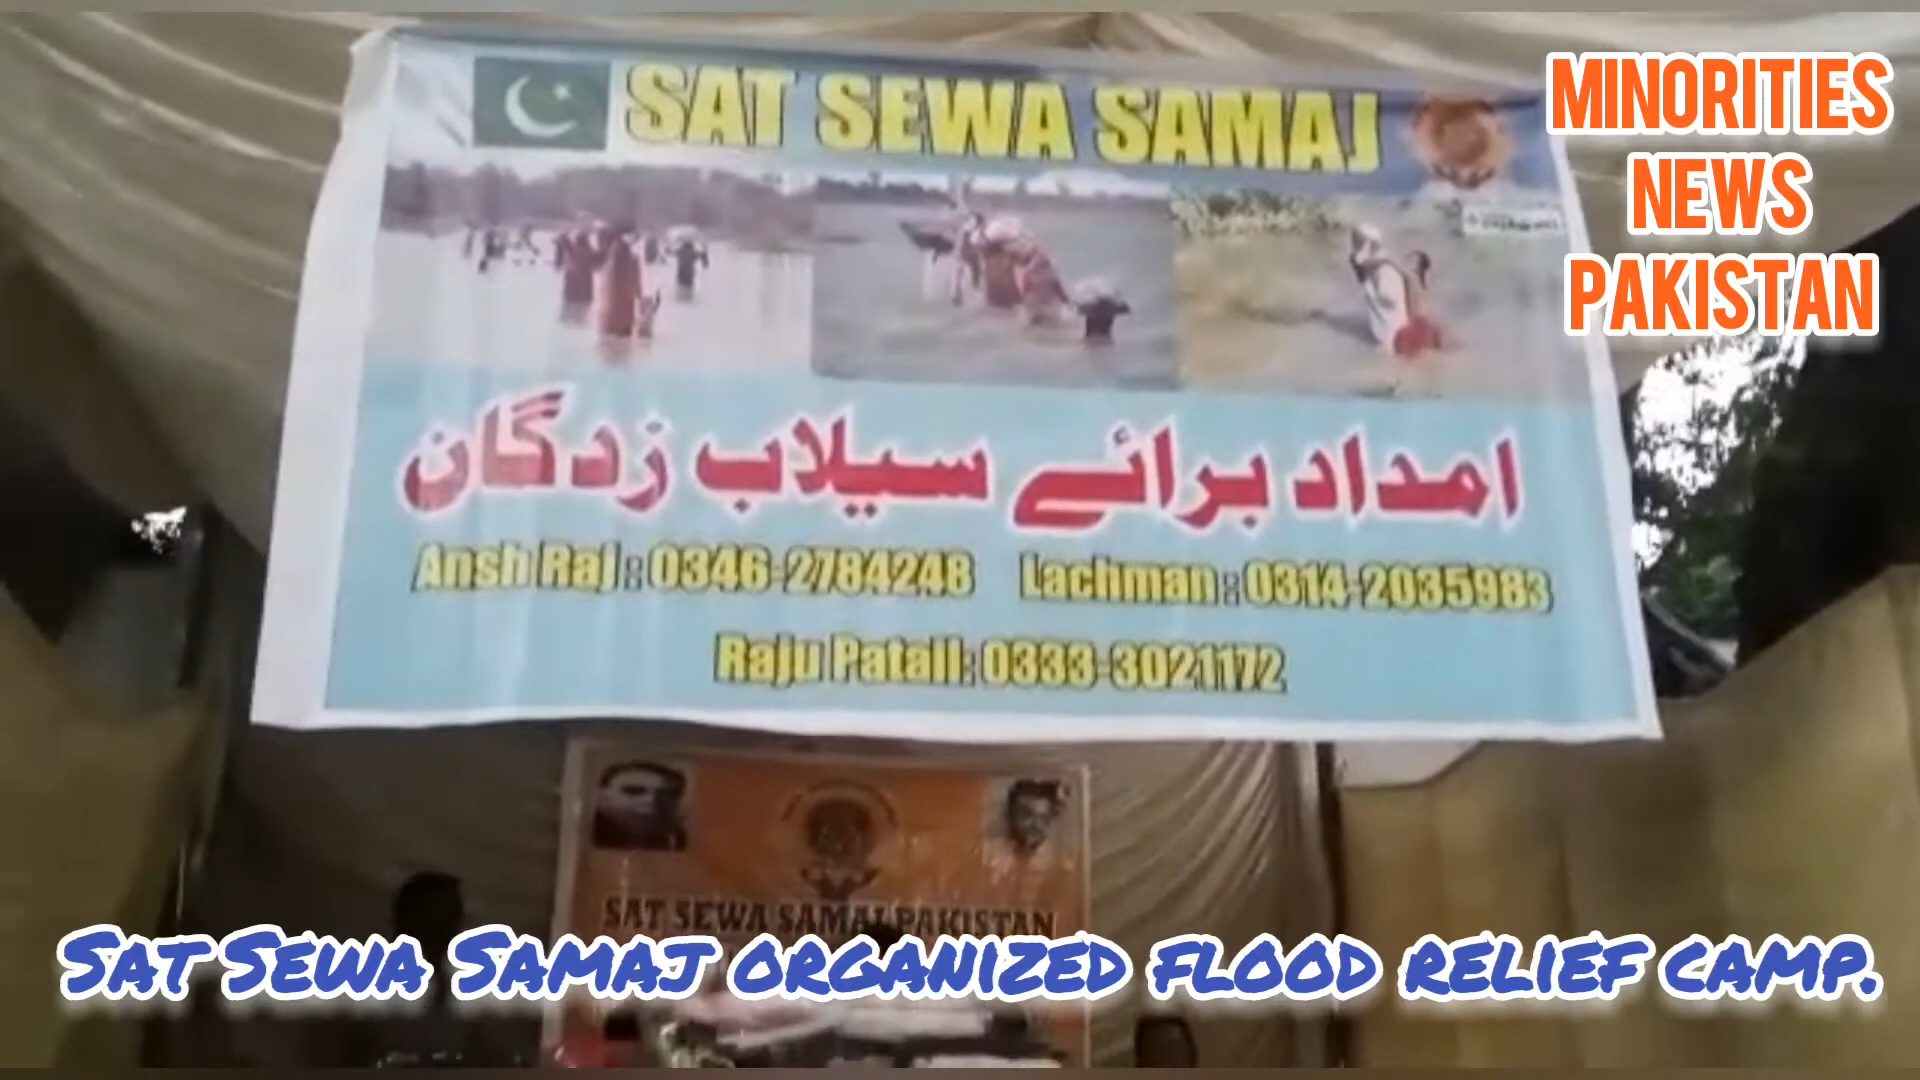 SAT SEWA SAMAJ
MINORITIES
NEWS
PAKISTAN
امداد برائے سیلاب زدگان
Ansh Raj : 0346-2784248 Lachman : 0314-2035983
Raju Patail: 0333-3021172
SAT SEWA SAMAJ PAKISTAN
Sat Sewa Samaj organized flood relief camp.